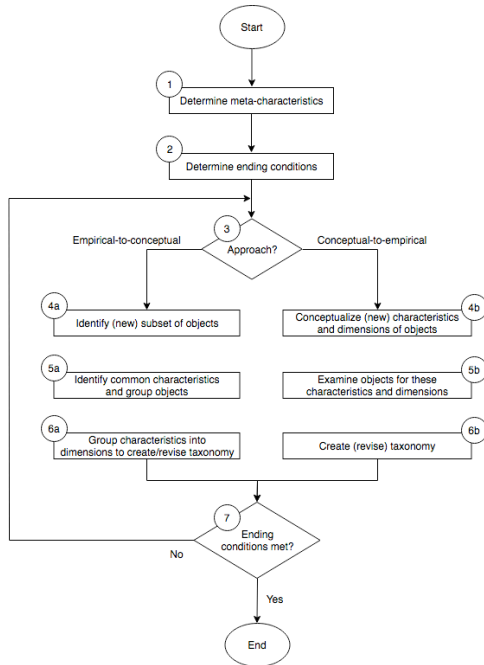 Start
1
Determine meta-characteristics
2
Determine ending conditions
3
Approach?
Empirical-to-conceptual
Conceptual-to-empirical
4a
Identify (new) subset of objects
4b
Conceptualize (new) characteristics
and dimensions of objects
5a
Identify common characteristics
and group objects
5b
Examine objects for these
characteristics and dimensions
6a
Group characteristics into
dimensions to create/revise taxonomy
6b
Create (revise) taxonomy
7
Ending
conditions met?
No
Yes
End